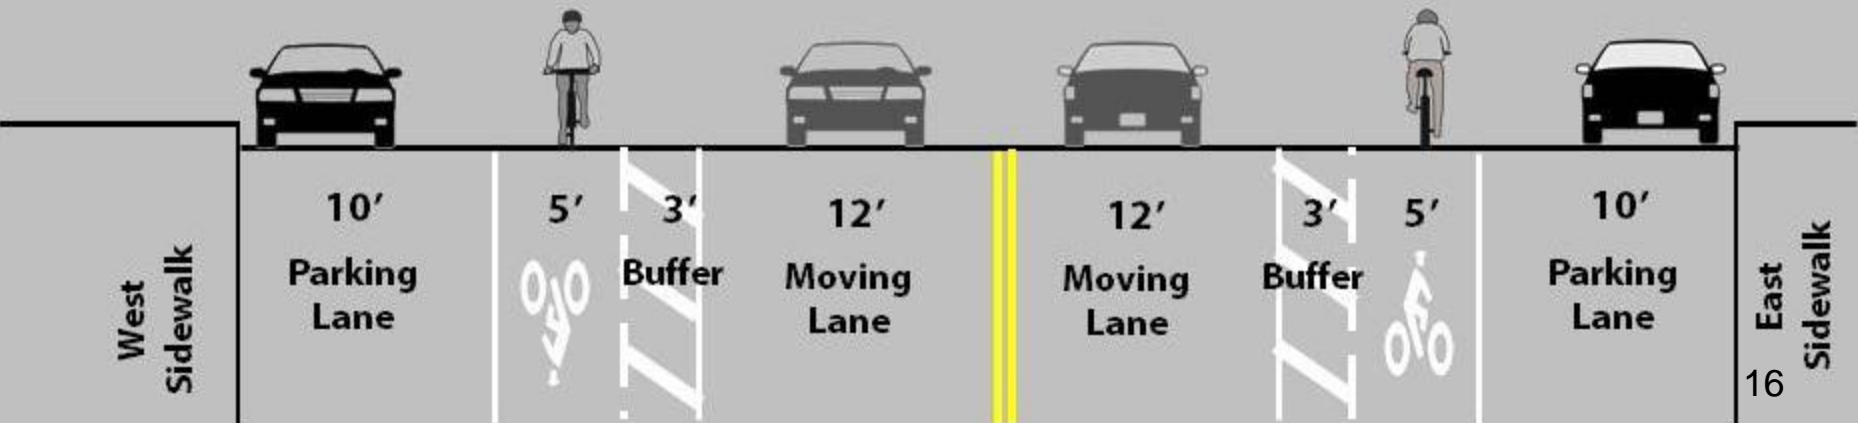 10’
5’
3’
12’
12’
3’
5’
10’
West
Sidewalk
Parking
Lane
Buffer
Moving
Lane
Moving
Lane
Buffer
Parking
Lane
East
Sidewalk
16